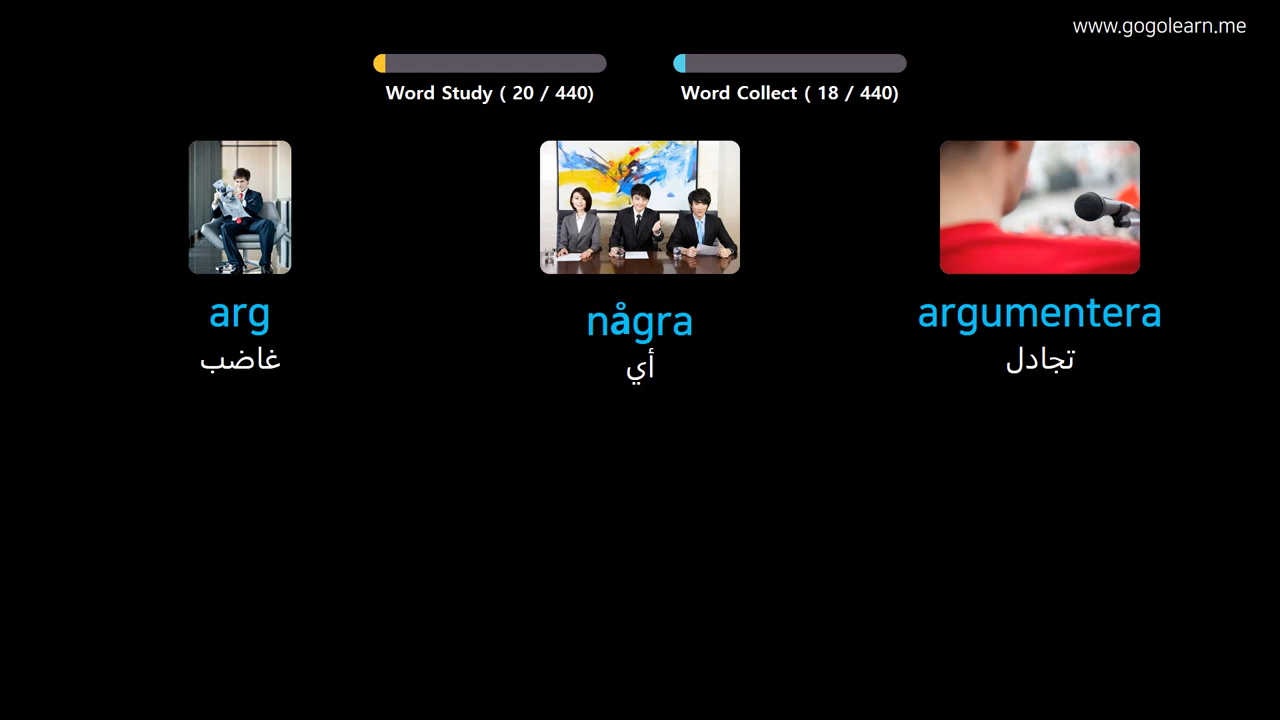 www.gogolearn.me
Word Study ( 20 / 440)
Word Collect ( 18 / 440)
arg
غاضب
några
أي
argumentera
تجادل